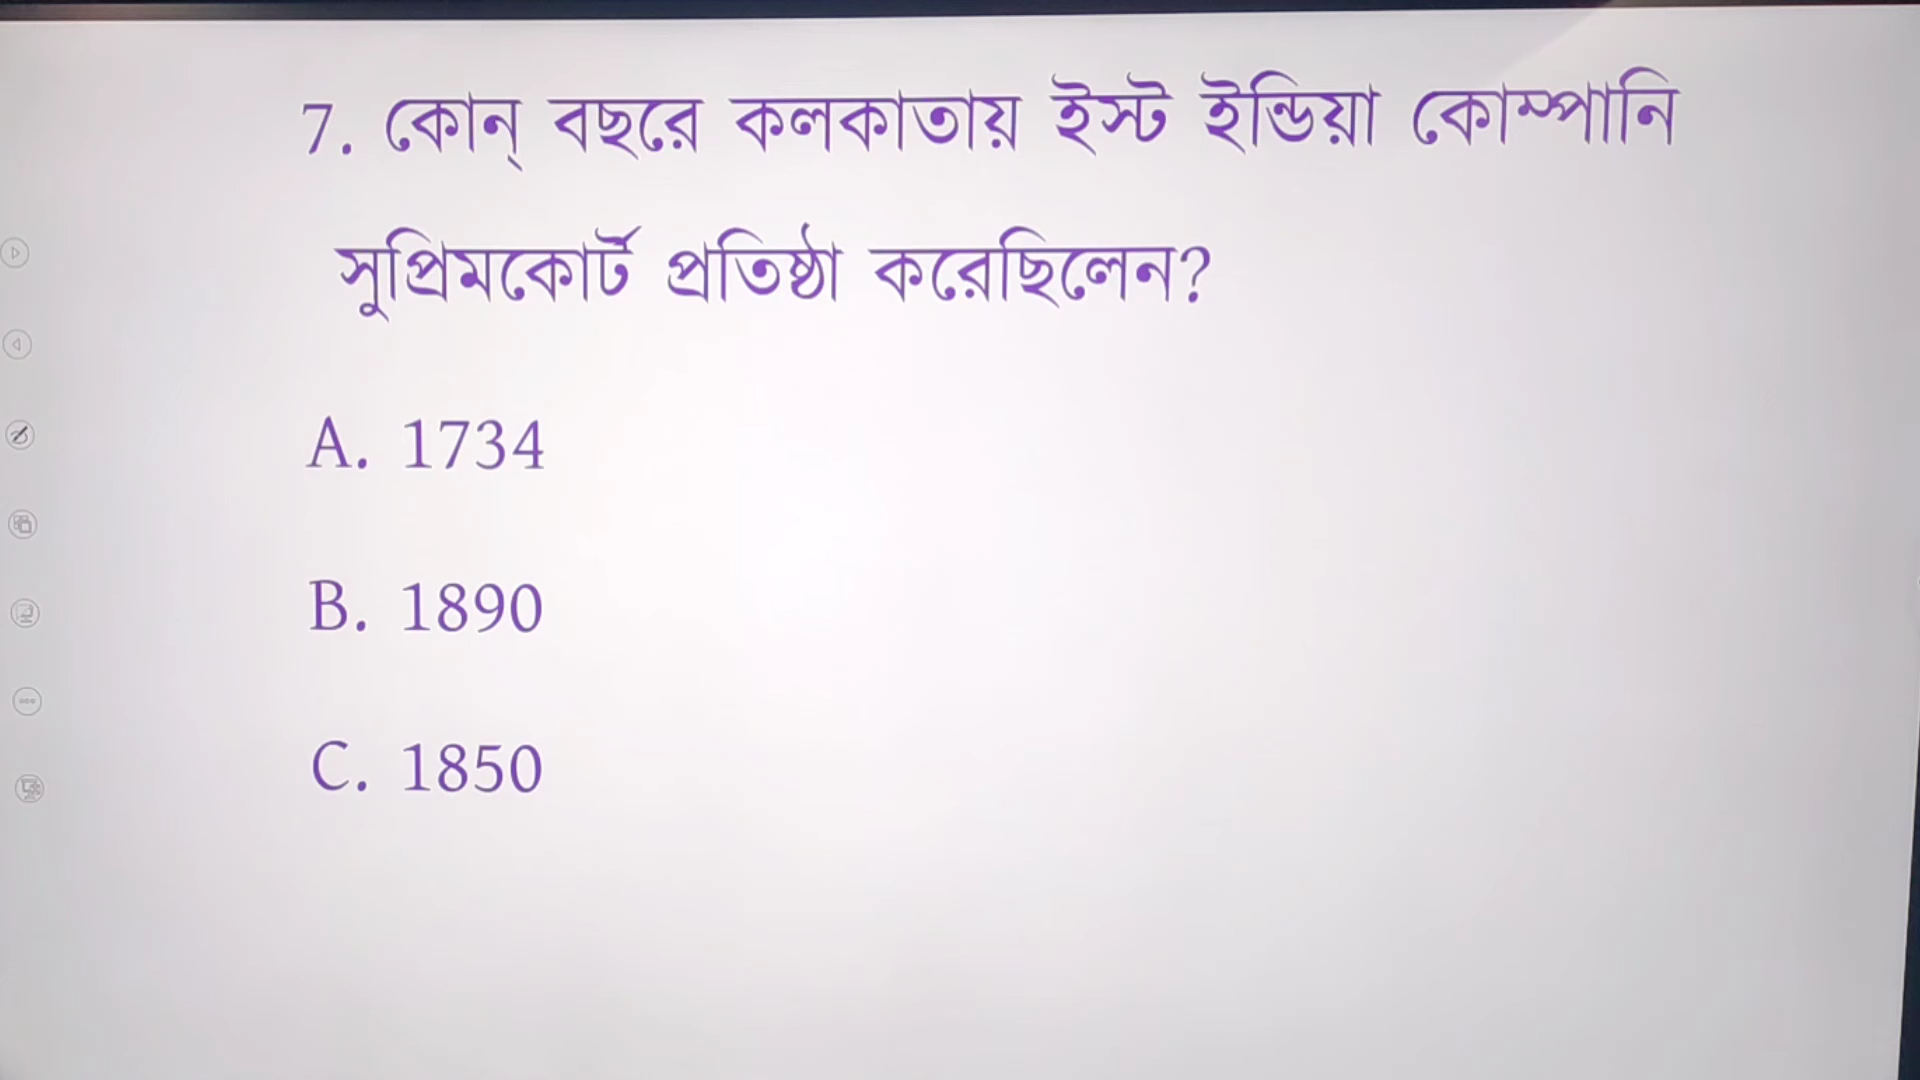 7. কোন্ বছরে কলকাতায় ইস্ট ইন্ডিয়া কোম্পানি
সুপ্রিমকোর্ট প্রতিষ্ঠা করেছিলেন?
A. 1734
B. 1890
C. 1850